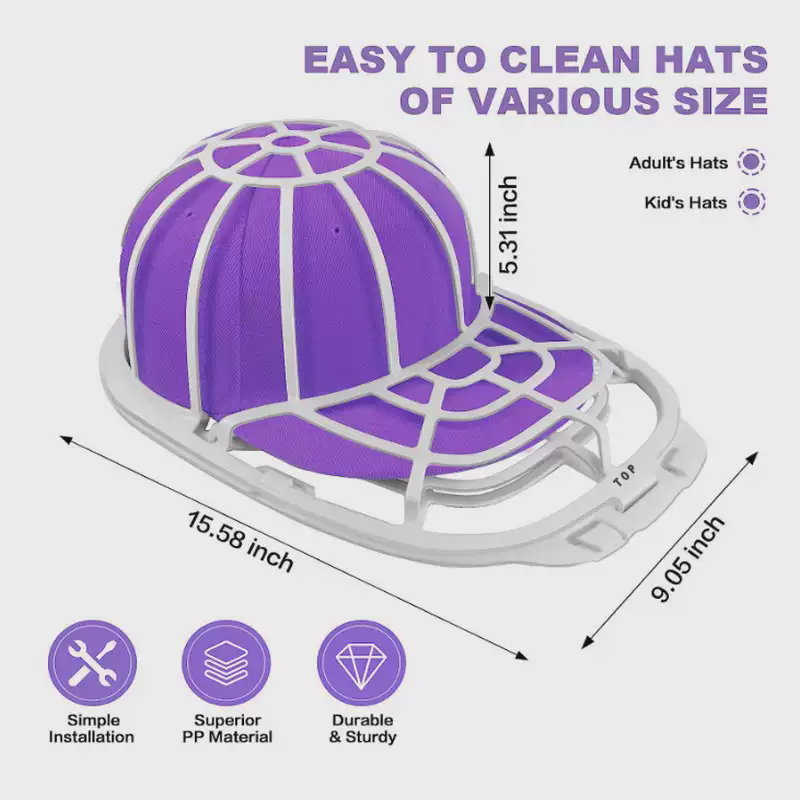 EASY TO CLEAN HATS
OF VARIOUS SIZE
Adult's Hats
Kid's Hats
5.31 inch
TOP
15.58 inch
9.05 inch
Simple
Installation
Superior
PP Material
Durable
& Sturdy